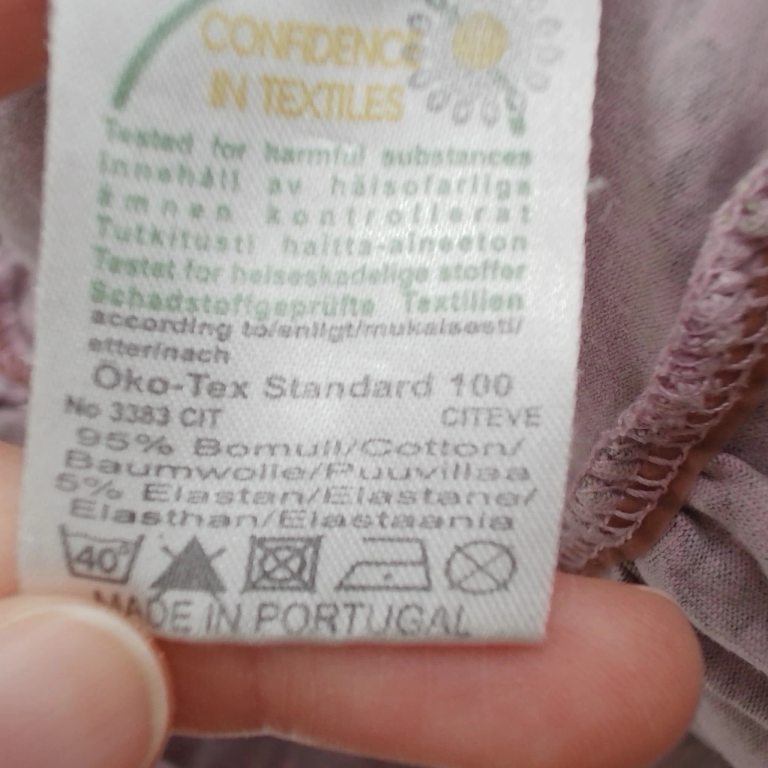 CONFIDENCE
IN TEXTILES
Tested for harmful substances
Innehåll av hälsofarliga
ämnen kontrollerat
Tutkitusti haitta-aineeton
Testet for helseskadelige stoffer
Schadstoffgeprüfte Textilien
according to/enligt/mukaisesti/
etter/nach
Öko-Tex Standard 100
No 3383 CIT CITEVE
95% Bomull/Cotton/
Baumwolle/Puuvillaa
5% Elastan/Elastane/
Elasthan/Elastaania
40°
MADE IN PORTUGAL